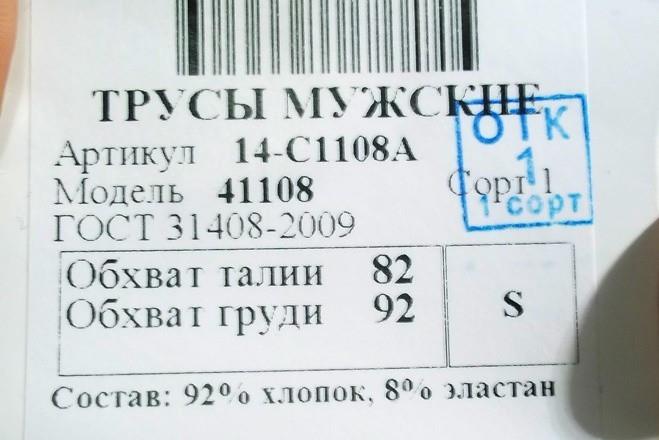 ТРУСЫ МУЖСКИЕ
Артикул 14-С1108А
Модель 41108 Сорт 1
ОТК
1
1 сорт
ГОСТ 31408-2009
Обхват талии 82
Обхват груди 92
S
Состав: 92% хлопок, 8% эластан